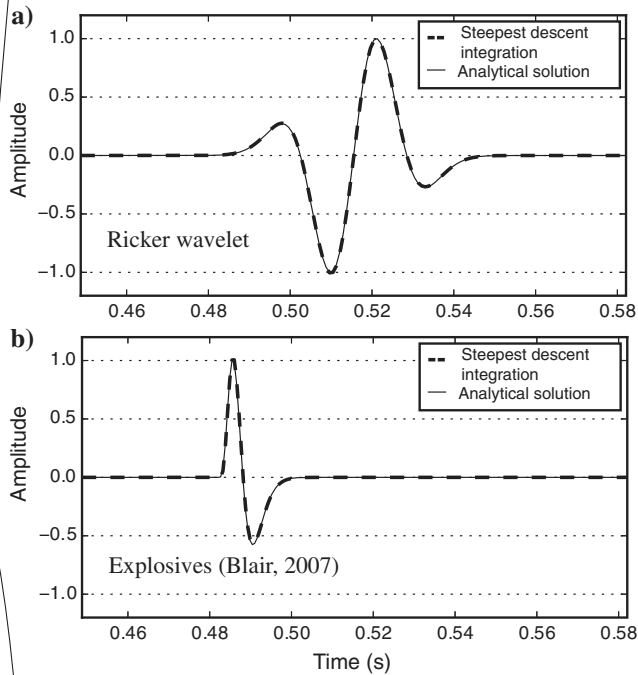 a)
Steepest descent
integration
Analytical solution
1.0
0.5
0.0
−0.5
−1.0
Amplitude
Ricker wavelet
0.46 0.48 0.50 0.52 0.54 0.56 0.58
b)
Steepest descent
integration
Analytical solution
1.0
0.5
0.0
−0.5
−1.0
Amplitude
Explosives (Blair, 2007)
0.46 0.48 0.50 0.52 0.54 0.56 0.58
Time (s)